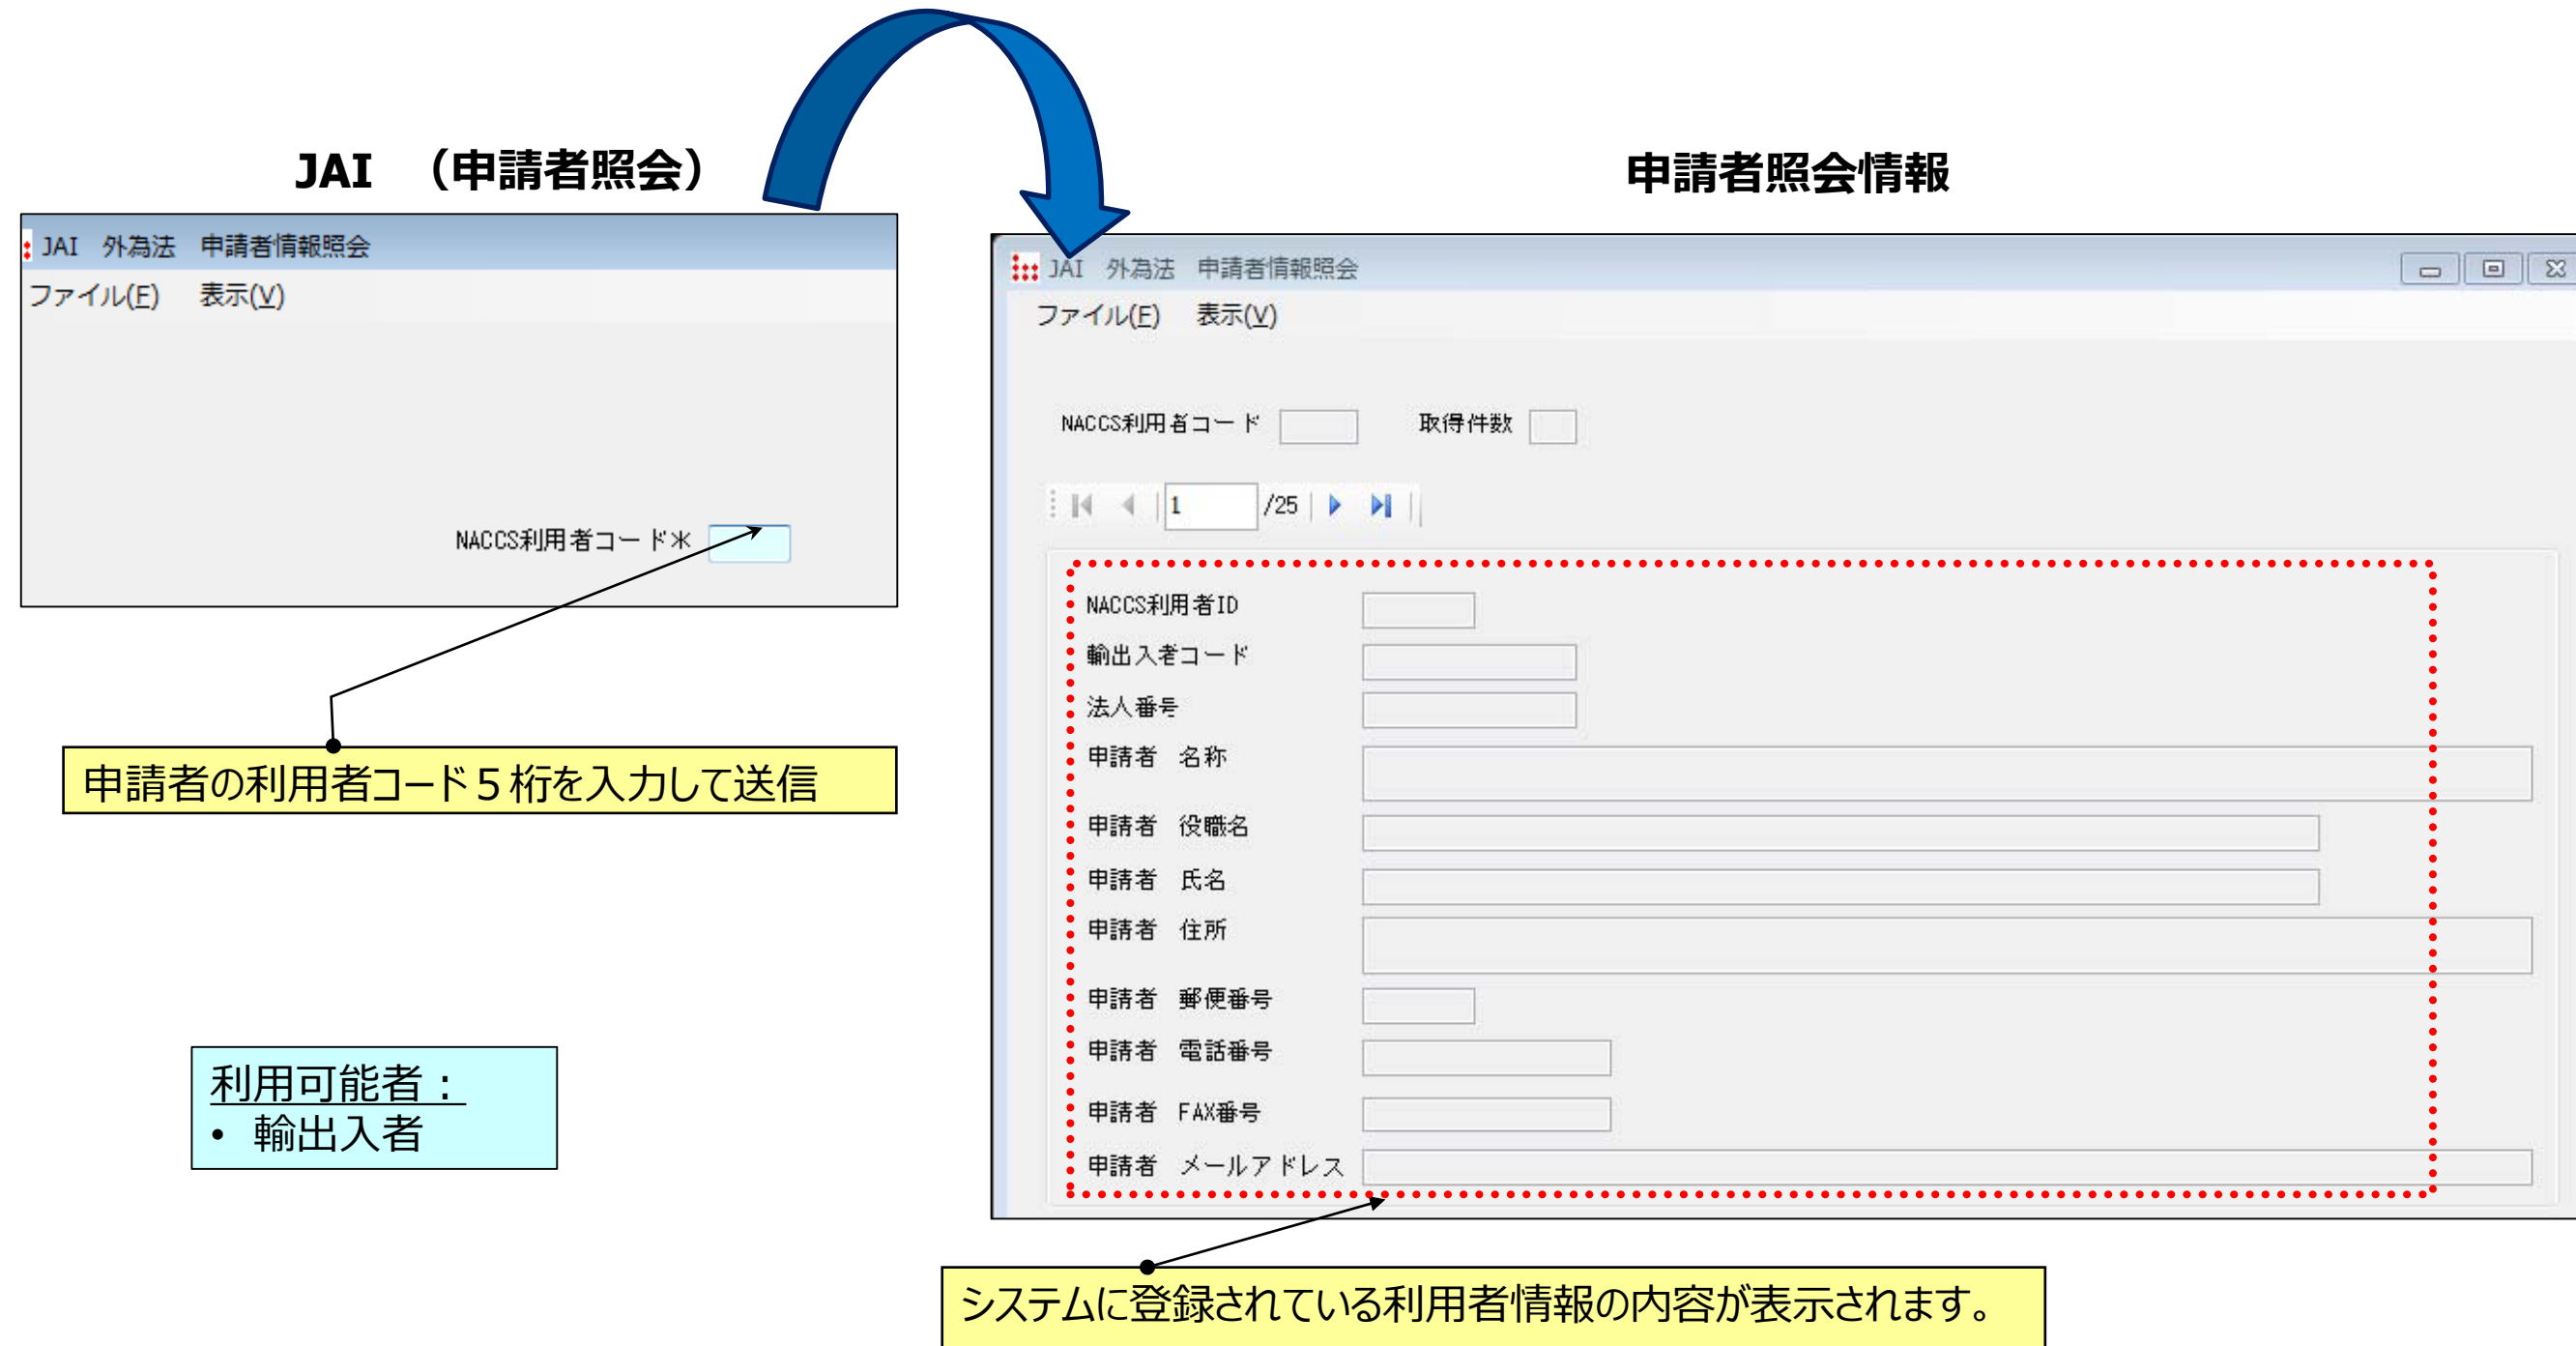 JAI （申請者照会）
JAI 外為法 申請者情報照会
ファイル(F) 表示(V)
NACCS利用者コード＊
申請者の利用者コード５桁を入力して送信
利用可能者：
• 輸出入者
申請者照会情報
JAI 外為法 申請者情報照会
ファイル(F) 表示(V)
NACCS利用者コード 取得件数
1 /25
NACCS利用者ID
輸出入者コード
法人番号
申請者 名称
申請者 役職名
申請者 氏名
申請者 住所
申請者 郵便番号
申請者 電話番号
申請者 FAX番号
申請者 メールアドレス
システムに登録されている利用者情報の内容が表示されます。